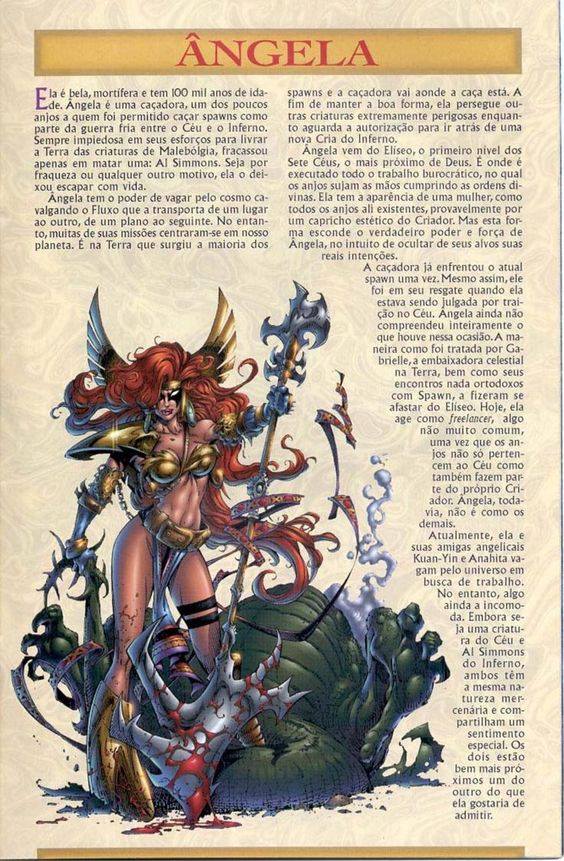 ÂNGELA
Ela é bela, mortífera e tem 100 mil anos de ida-
de. Ângela é uma caçadora, um dos poucos
anjos a quem foi permitido caçar spawns como
parte da guerra fria entre o Céu e o Inferno.
Sempre impiedosa em seus esforços para livrar
a Terra das criaturas de Malebólgia, fracassou
apenas em matar uma: Al Simmons. Seja por
fraqueza ou qualquer outro motivo, ela o dei-
xou escapar com vida.
Ângela tem o poder de vagar pelo cosmo ca-
valgando o Fluxo que a transporta de um lugar
ao outro, de um plano ao seguinte. No entan-
to, muitas de suas missões centraram-se em nosso
planeta. É na Terra que surgiu a maioria dos
spawns e a caçadora vai aonde a caça está. A
fim de manter a boa forma, ela persegue ou-
tras criaturas extremamente perigosas enquan-
to aguarda a autorização para ir atrás de uma
nova Cria do Inferno.
Ângela vem do Elíseo, o primeiro nível dos
Sete Céus, o mais próximo de Deus. É onde é
executado todo o trabalho burocrático, no qual
os anjos sujam as mãos cumprindo as ordens di-
vinas. Ela tem a aparência de uma mulher, como
todos os anjos ali existentes, provavelmente por
um capricho estético do Criador. Mas esta for-
ma esconde o verdadeiro poder e força de
Ângela, no intuito de ocultar de seus alvos suas
reais intenções.
A caçadora já enfrentou o atual
spawn uma vez. Mesmo assim, ele
foi em seu resgate quando ela
estava sendo julgada por trai-
ção no Céu. Ângela ainda não
compreendeu inteiramente o
que houve nessa ocasião. A ma-
neira como foi tratada por Ga-
brielle, a embaixadora celestial
na Terra, bem como seus
encontros nada ortodoxos
com Spawn, a fizeram se
afastar do Elíseo. Hoje, ela
age como freelancer, algo
não muito comum,
uma vez que os an-
jos não só perten-
cem ao Céu como
também fazem par-
te do próprio Cri-
ador. Ângela, toda-
via, não é como os
demais.
Atualmente, ela e
suas amigas angelicais
Kuan-Yin e Anahita va-
gam pelo universo em
busca de trabalho.
No entanto, algo
ainda a incomo-
da. Embora se-
ja uma criatu-
ra do Céu e
Al Simmons
do Inferno,
ambos têm
a mesma na-
tureza mer-
cenária e com-
partilham um
sentimento
especial. Os
dois estão
bem mais pró-
ximos um do
outro do que
ela gostaria de
admitir.